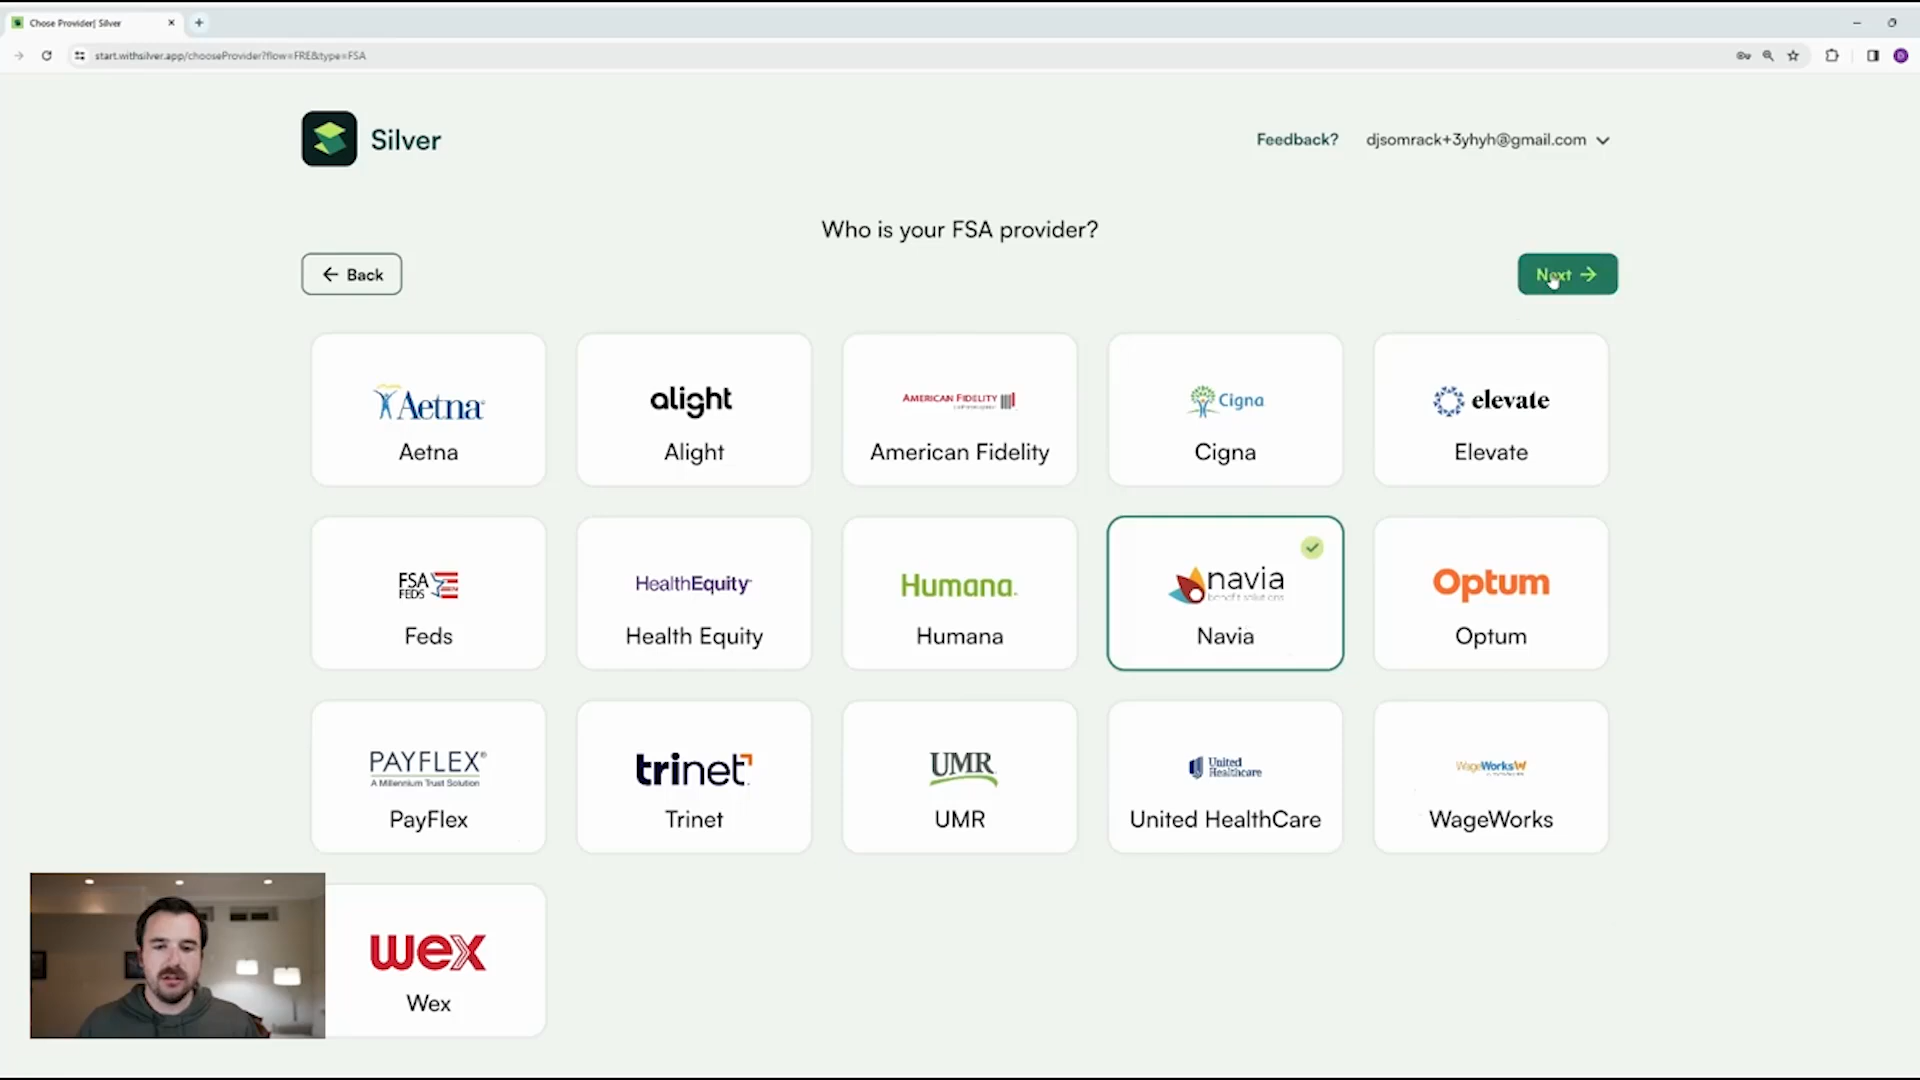 Chose Provider| Silver
start.withsilver.app/chooseProvider?flow=FRE&type=FSA
Silver
Feedback?
djsomrack+3yhyh@gmail.com
Who is your FSA provider?
Back
Next
Aetna
alight
AMERICAN FIDELITY
Cigna
elevate
Aetna
Alight
American Fidelity
Cigna
Elevate
FSA
FEDS
HealthEquity
Humana.
navia
benefit solutions
Optum
Feds
Health Equity
Humana
Navia
Optum
PAYFLEX®
A Millennium Trust Solution
trinet
UMR
United
Healthcare
WageWorks
PayFlex
Trinet
UMR
United HealthCare
WageWorks
wex
Wex